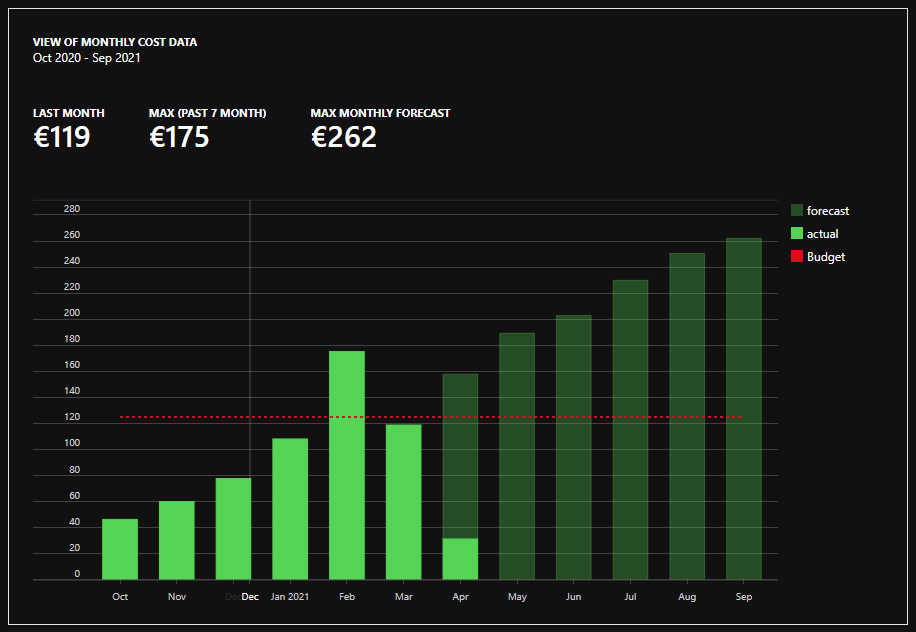 VIEW OF MONTHLY COST DATA
Oct 2020 - Sep 2021
LAST MONTH
€119
MAX (PAST 7 MONTH)
€175
MAX MONTHLY FORECAST
€262
280
260
240
220
200
180
160
140
120
100
80
60
40
20
0
Oct Nov Dec Dec Jan 2021 Feb Mar Apr May Jun Jul Aug Sep
forecast
actual
Budget